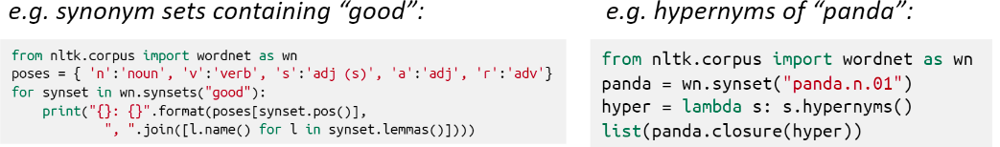 e.g. synonym sets containing “good”:
from nltk.corpus import wordnet as wn
poses = { 'n':'noun', 'v':'verb', 's':'adj (s)', 'a':'adj', 'r':'adv'}
for synset in wn.synsets("good"):
    print("{}: {}".format(poses[synset.pos()],
            ", ".join([l.name() for l in synset.lemmas()])))
e.g. hypernyms of “panda”:
from nltk.corpus import wordnet as wn
panda = wn.synset("panda.n.01")
hyper = lambda s: s.hypernyms()
list(panda.closure(hyper))